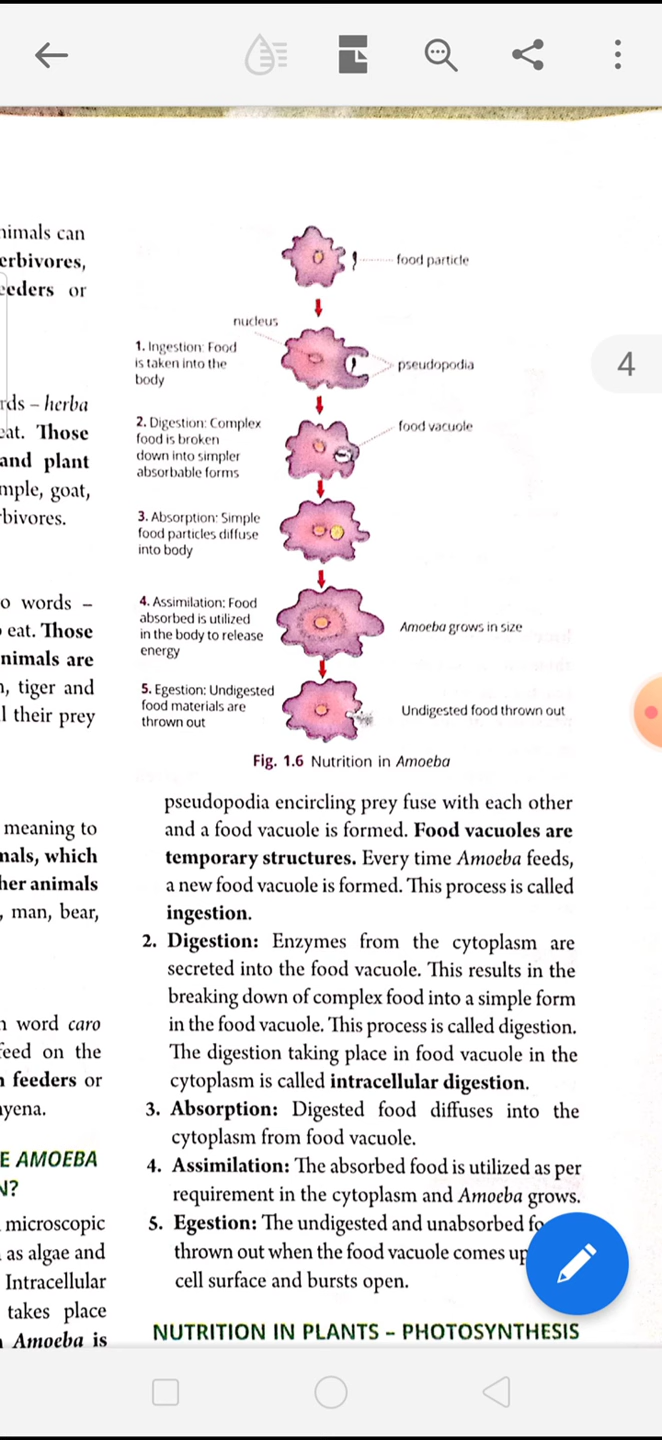 nimals can
erbivores,
eeders or
rds – herba
eat. Those
and plant
mple, goat,
bivores.
o words –
eat. Those
nimals are
n, tiger and
l their prey
meaning to
nals, which
her animals
, man, bear,
n word caro
feed on the
n feeders or
yena.
E AMOEBA
N?
microscopic
as algae and
Intracellular
takes place
Amoeba is
food particle
nucleus
1. Ingestion: Food
is taken into the
body
pseudopodia
2. Digestion: Complex
food is broken
down into simpler
absorbable forms
food vacuole
3. Absorption: Simple
food particles diffuse
into body
4. Assimilation: Food
absorbed is utilized
in the body to release
energy
Amoeba grows in size
5. Egestion: Undigested
food materials are
thrown out
Undigested food thrown out
Fig. 1.6 Nutrition in Amoeba
4
pseudopodia encircling prey fuse with each other
and a food vacuole is formed. Food vacuoles are
temporary structures. Every time Amoeba feeds,
a new food vacuole is formed. This process is called
ingestion.
2. Digestion: Enzymes from the cytoplasm are
secreted into the food vacuole. This results in the
breaking down of complex food into a simple form
in the food vacuole. This process is called digestion.
The digestion taking place in food vacuole in the
cytoplasm is called intracellular digestion.
3. Absorption: Digested food diffuses into the
cytoplasm from food vacuole.
4. Assimilation: The absorbed food is utilized as per
requirement in the cytoplasm and Amoeba grows.
5. Egestion: The undigested and unabsorbed fo
thrown out when the food vacuole comes up
cell surface and bursts open.
NUTRITION IN PLANTS – PHOTOSYNTHESIS